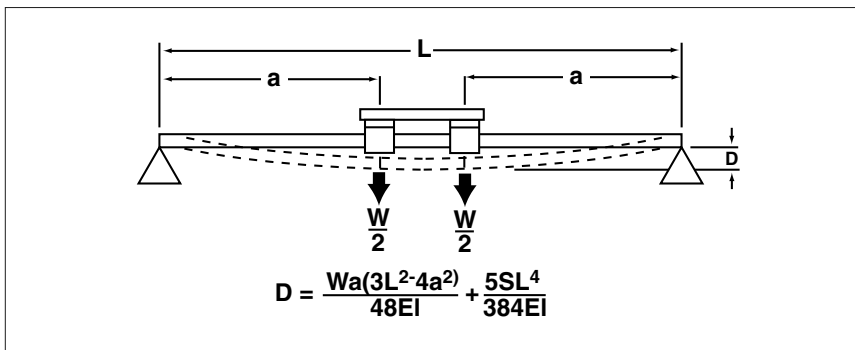 L
a a
D
W/2 W/2
D = Wa(3L²⁻4a²)/48EI + 5SL⁴/384EI